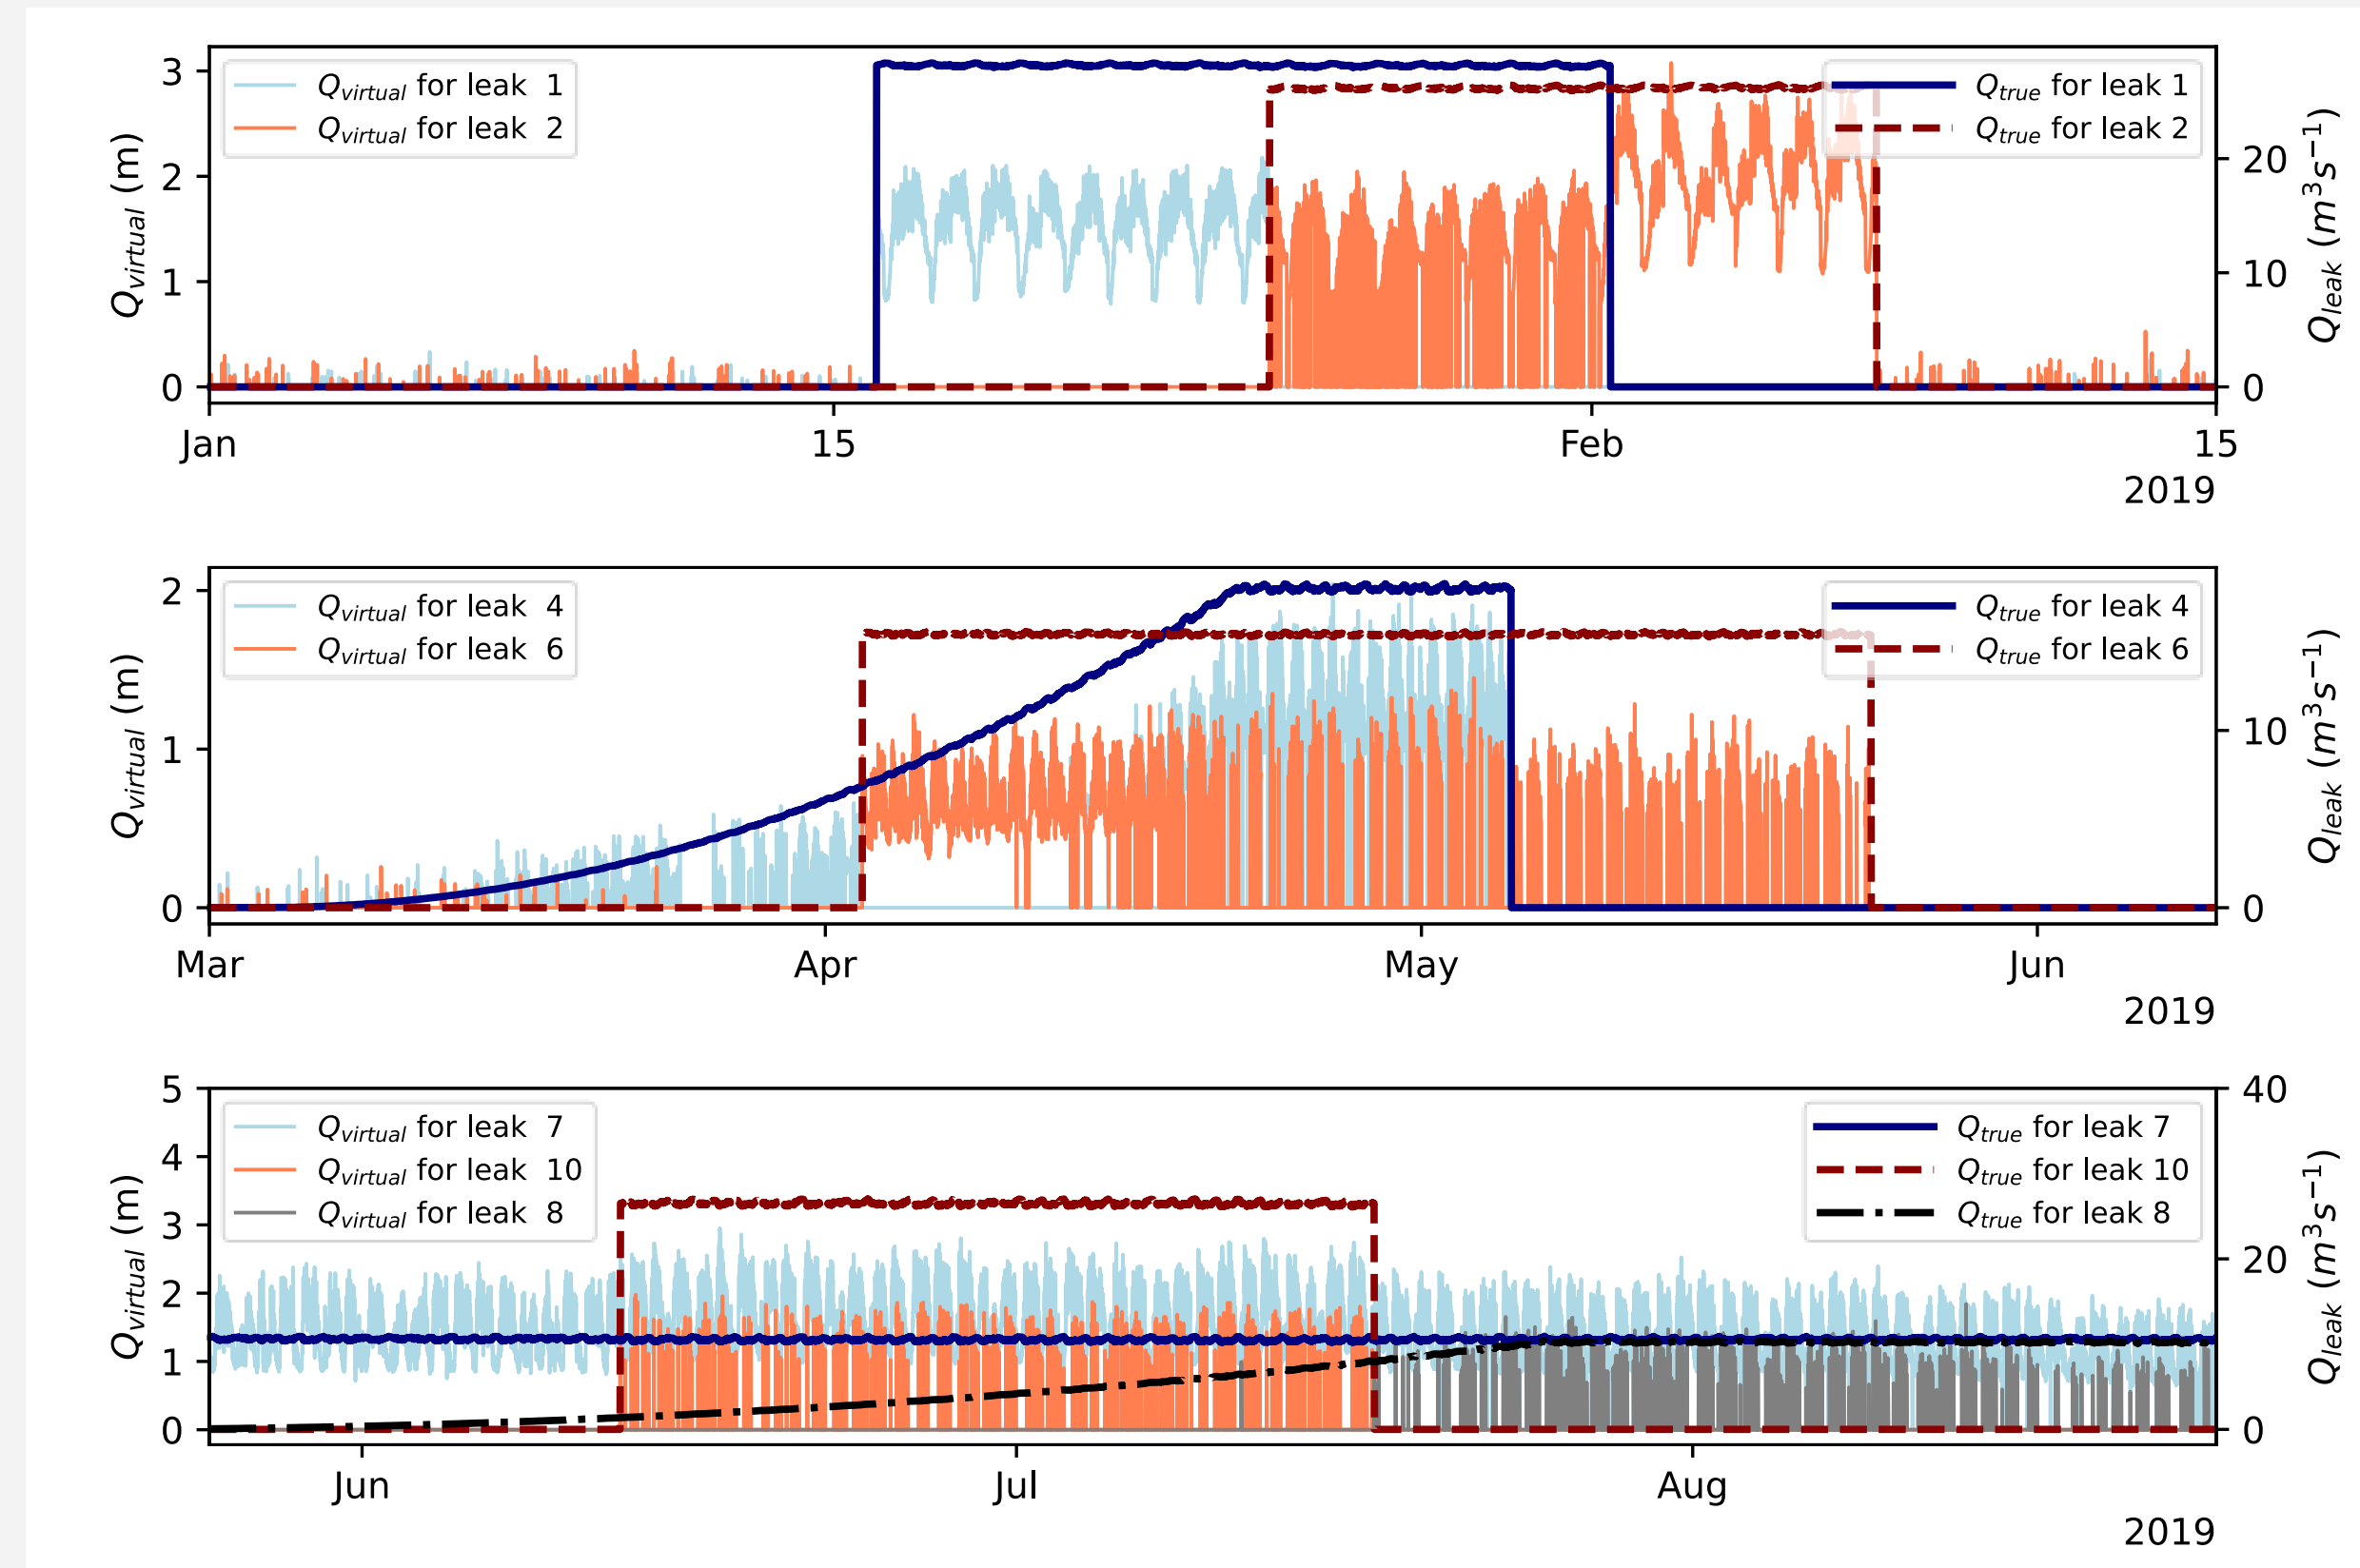 3
2
1
0
Q_virtual (m)
Q_virtual for leak 1
Q_virtual for leak 2
Q_true for leak 1
Q_true for leak 2
20
10
0
Q_leak (m³s⁻¹)
Jan 15 Feb 15
2019
2
1
0
Q_virtual (m)
Q_virtual for leak 4
Q_virtual for leak 6
Q_true for leak 4
Q_true for leak 6
10
0
Q_leak (m³s⁻¹)
Mar Apr May Jun
2019
5
4
3
2
1
0
Q_virtual (m)
Q_virtual for leak 7
Q_virtual for leak 10
Q_virtual for leak 8
Q_true for leak 7
Q_true for leak 10
Q_true for leak 8
40
20
0
Q_leak (m³s⁻¹)
Jun Jul Aug
2019